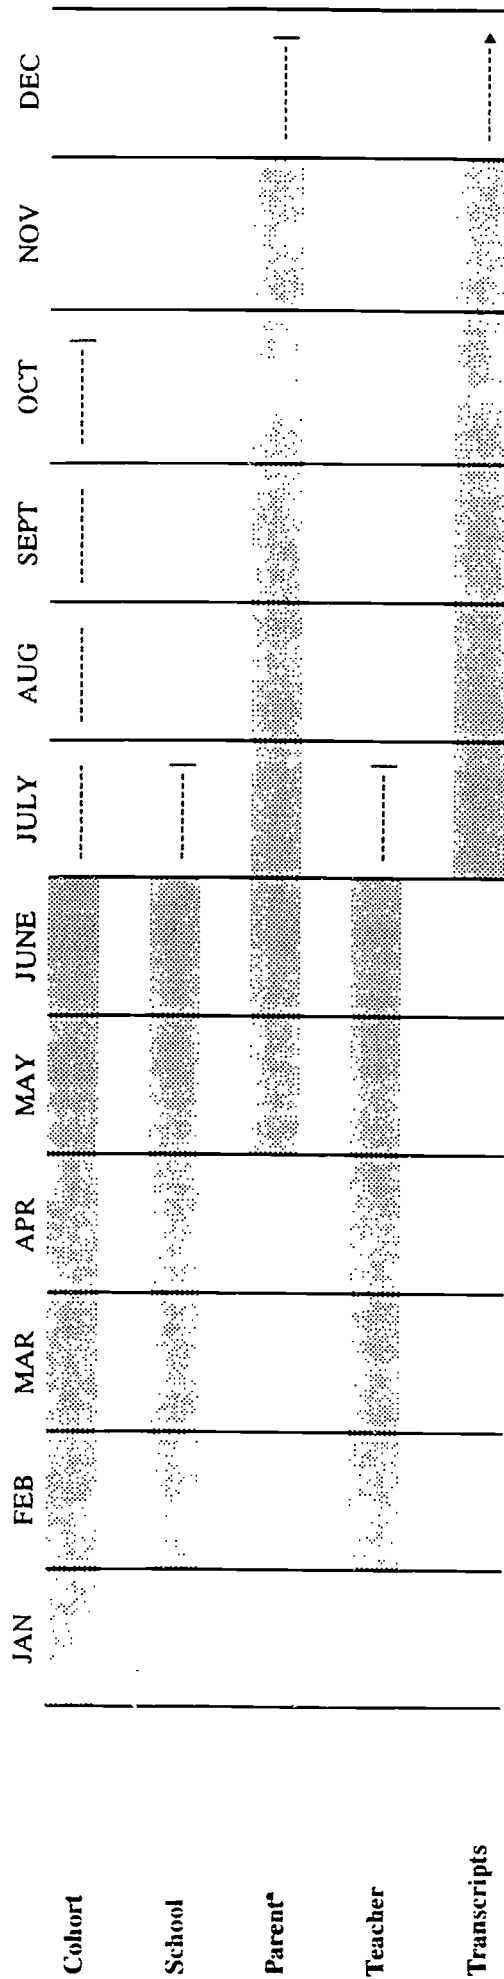 JAN FEB MAR APR MAY JUNE JULY AUG SEPT OCT NOV DEC
Cohort
School
Parentᵃ
Teacher
Transcripts